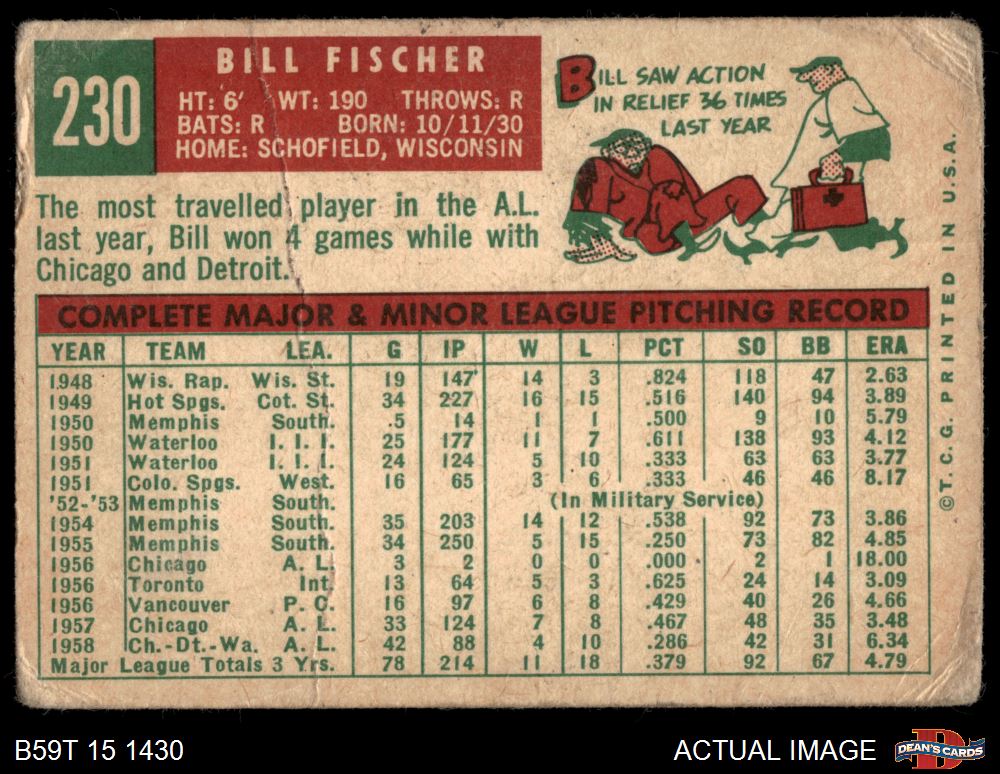 230
BILL FISCHER
HT: 6' WT: 190 THROWS: R
BATS: R BORN: 10/11/30
HOME: SCHOFIELD, WISCONSIN
BILL SAW ACTION
IN RELIEF 36 TIMES
LAST YEAR
The most travelled player in the A.L.
last year, Bill won 4 games while with
Chicago and Detroit.
COMPLETE MAJOR & MINOR LEAGUE PITCHING RECORD
YEAR TEAM LEA. G IP W L PCT SO BB ERA
1948 Wis. Rap. Wis. St. 19 147 14 3 .824 118 47 2.63
1949 Hot Spgs. Cot. St. 34 227 16 15 .516 140 94 3.89
1950 Memphis South. 5 14 1 1 .500 9 10 5.79
1950 Waterloo I. I. I. 25 177 11 7 .611 138 93 4.12
1951 Waterloo I. I. I. 24 124 5 10 .333 63 63 3.77
1951 Colo. Spgs. West. 16 65 3 6 .333 46 46 8.17
'52-'53 Memphis South. (In Military Service)
1954 Memphis South. 35 203 14 12 .538 92 73 3.86
1955 Memphis South. 34 250 5 15 .250 73 82 4.85
1956 Chicago A. L. 3 2 0 0 .000 2 1 18.00
1956 Toronto Int. 13 64 5 3 .625 24 14 3.09
1956 Vancouver P. C. 16 97 6 8 .429 40 26 4.66
1957 Chicago A. L. 33 124 7 8 .467 48 35 3.48
1958 Ch.-Dt.-Wa. A. L. 42 88 4 10 .286 42 31 6.34
Major League Totals 3 Yrs. 78 214 11 18 .379 92 67 4.79
© T. C. G. PRINTED IN U.S.A.
B59T 15 1430
ACTUAL IMAGE
D
DEAN'S CARDS